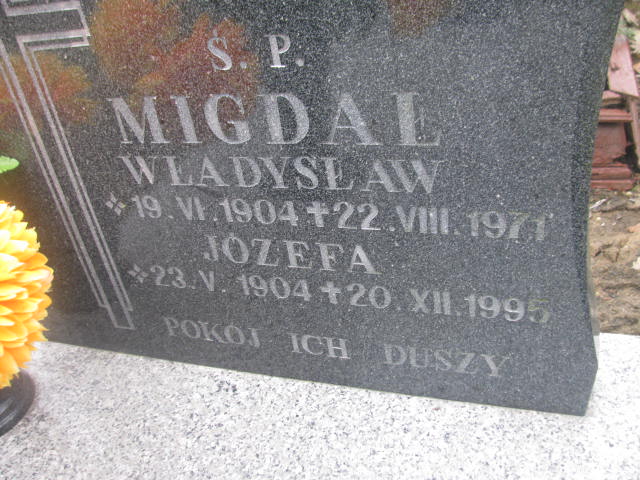 Ś. P.
MIGDAŁ
WŁADYSŁAW
19. VI. 1904 + 22. VIII. 1971
JÓZEFA
23. V. 1904 + 20. XII. 1995
POKÓJ ICH DUSZY